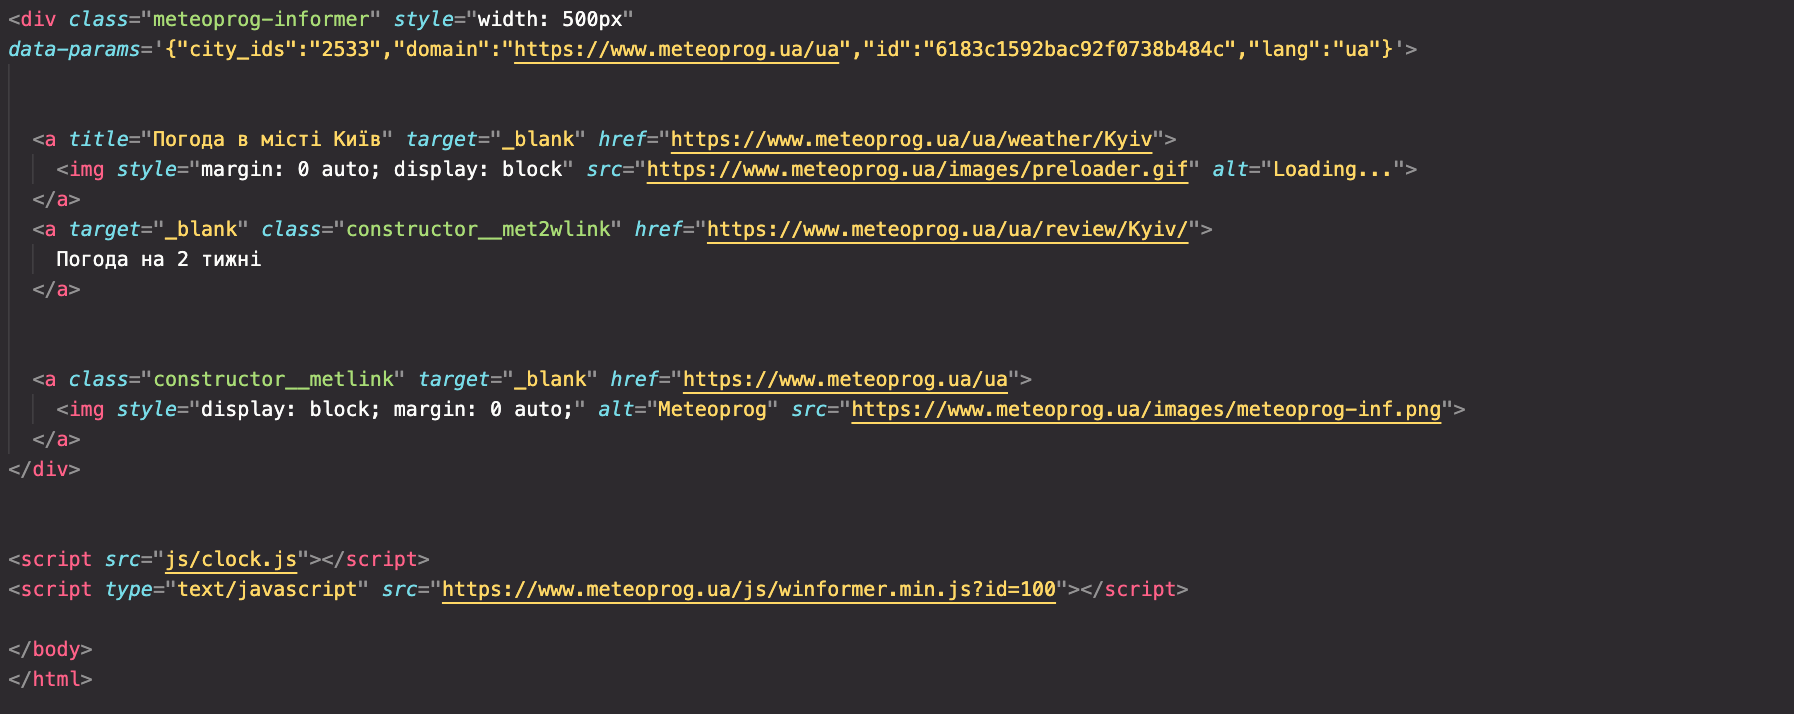 <div class="meteoprog-informer" style="width: 500px"
data-params='{"city_ids":"2533","domain":"https://www.meteoprog.ua/ua","id":"6183c1592bac92f0738b484c","lang":"ua"}'>
<a title="Погода в місті Київ" target="_blank" href="https://www.meteoprog.ua/ua/weather/Kyiv">
<img style="margin: 0 auto; display: block" src="https://www.meteoprog.ua/images/preloader.gif" alt="Loading...">
</a>
<a target="_blank" class="constructor__met2wlink" href="https://www.meteoprog.ua/ua/review/Kyiv/">
Погода на 2 тижні
</a>
<a class="constructor__metlink" target="_blank" href="https://www.meteoprog.ua/ua">
<img style="display: block; margin: 0 auto;" alt="Meteoprog" src="https://www.meteoprog.ua/images/meteoprog-inf.png">
</a>
</div>
<script src="js/clock.js"></script>
<script type="text/javascript" src="https://www.meteoprog.ua/js/winformer.min.js?id=100"></script>
</body>
</html>